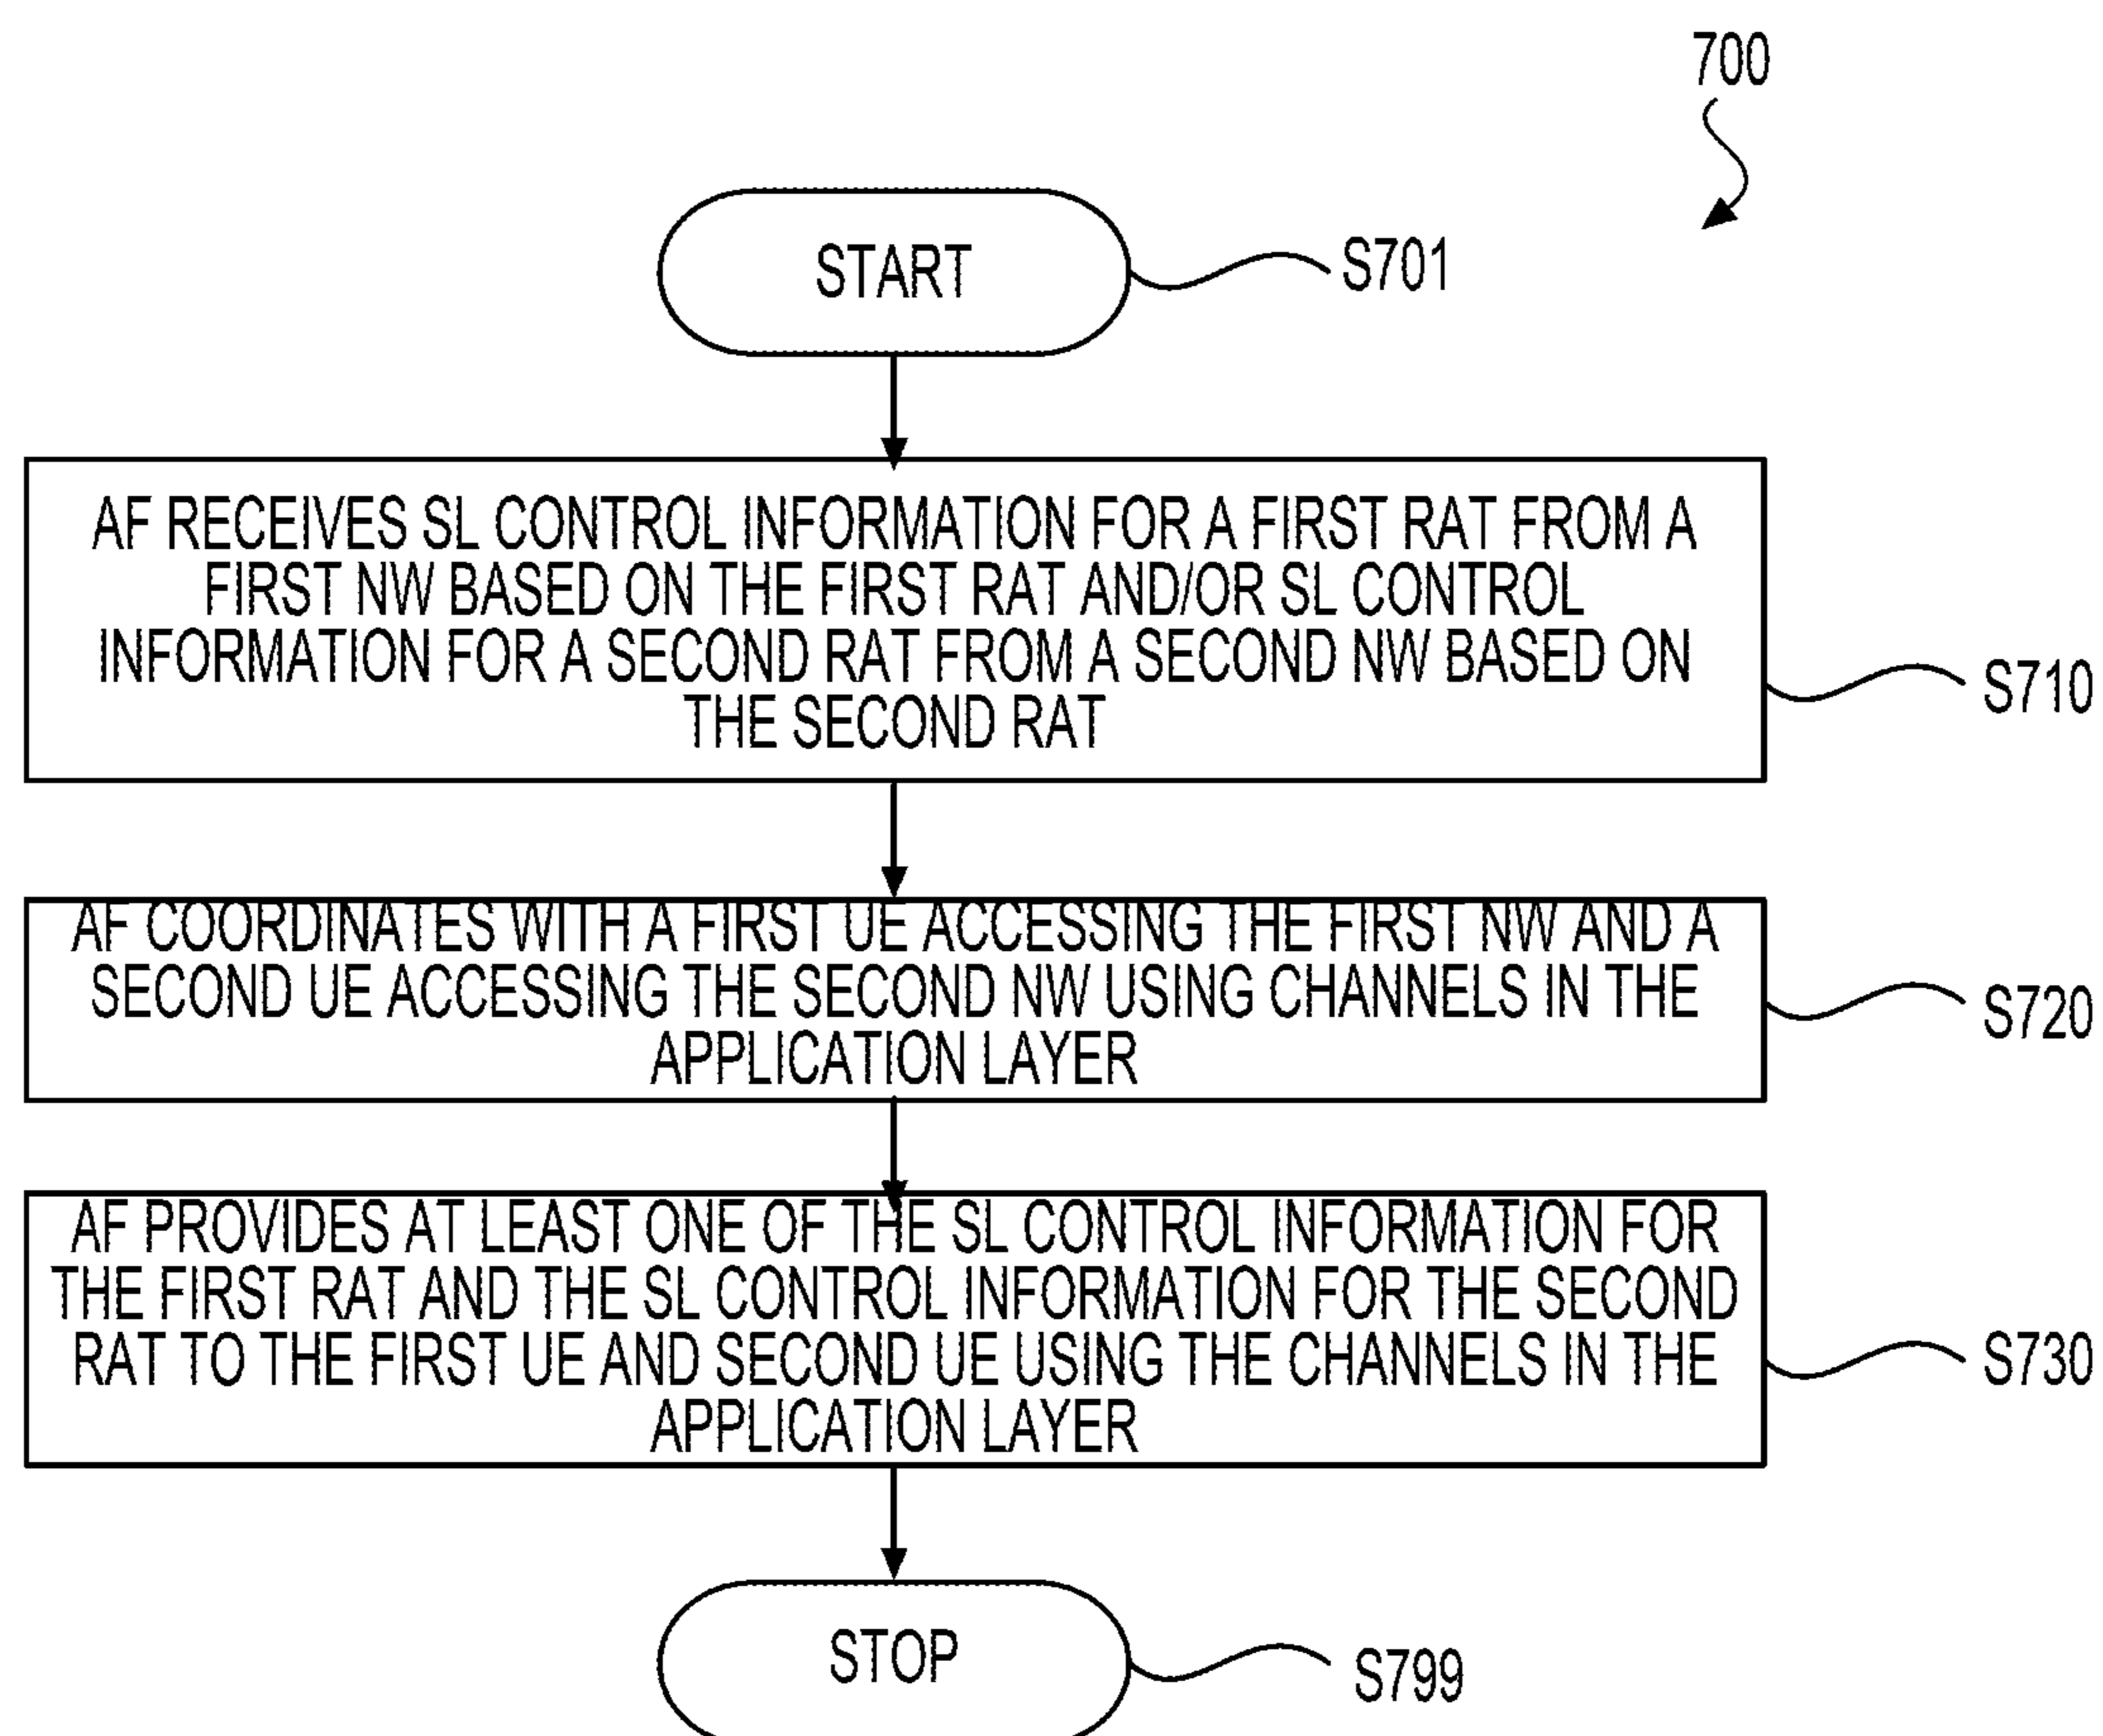 700
START
S701
AF RECEIVES SL CONTROL INFORMATION FOR A FIRST RAT FROM A
FIRST NW BASED ON THE FIRST RAT AND/OR SL CONTROL
INFORMATION FOR A SECOND RAT FROM A SECOND NW BASED ON
THE SECOND RAT
S710
AF COORDINATES WITH A FIRST UE ACCESSING THE FIRST NW AND A
SECOND UE ACCESSING THE SECOND NW USING CHANNELS IN THE
APPLICATION LAYER
S720
AF PROVIDES AT LEAST ONE OF THE SL CONTROL INFORMATION FOR
THE FIRST RAT AND THE SL CONTROL INFORMATION FOR THE SECOND
RAT TO THE FIRST UE AND SECOND UE USING THE CHANNELS IN THE
APPLICATION LAYER
S730
STOP
S799